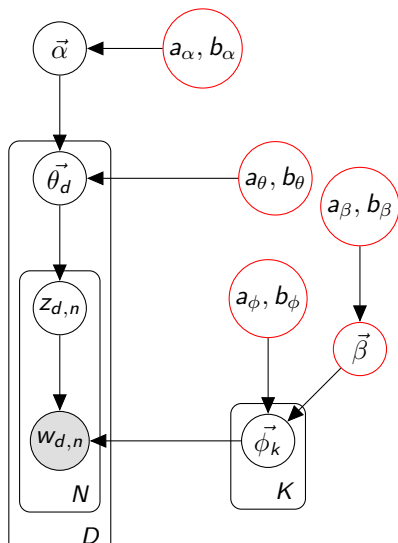 α⃗
a_α, b_α
θ⃗_d
a_θ, b_θ
a_β, b_β
z_{d,n}
a_ϕ, b_ϕ
β⃗
w_{d,n}
ϕ⃗_k
N
K
D